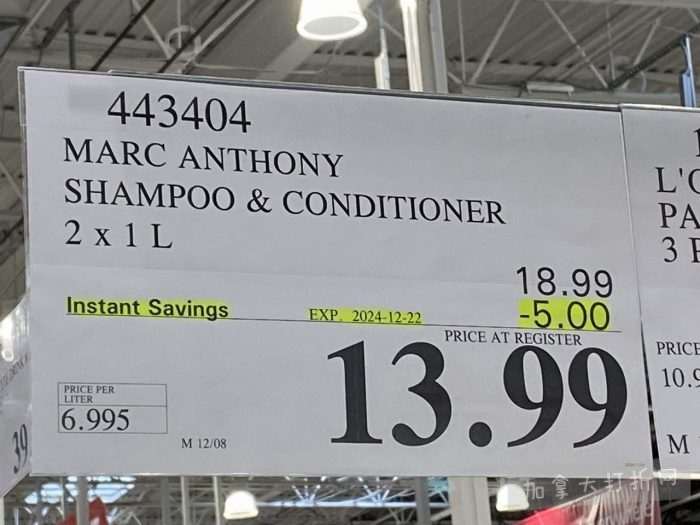 443404
MARC ANTHONY
SHAMPOO & CONDITIONER
2 x 1 L
18.99
Instant Savings EXP. 2024-12-22 -5.00
PRICE AT REGISTER
13.99
PRICE PER
LITER
6.995
M 12/08
39
L'O
PA
3
PRICE
10.9
M
加拿大打折网